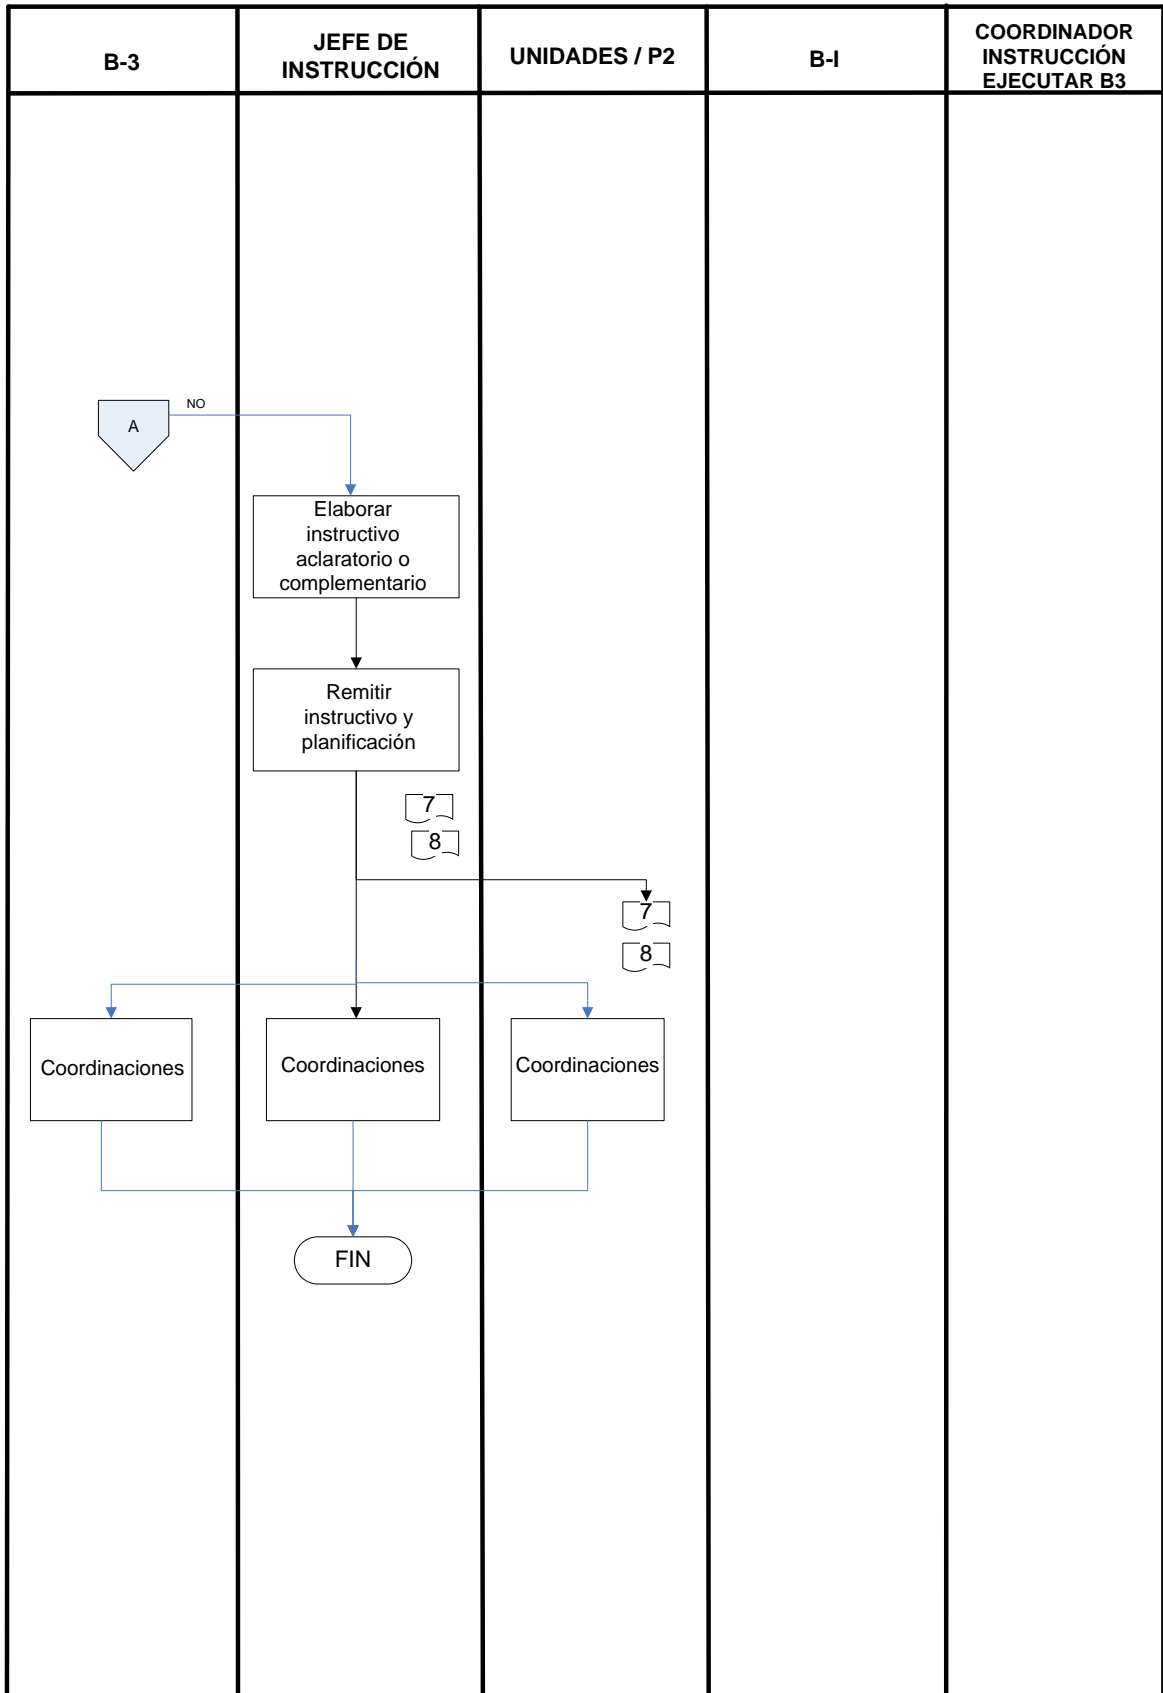 B-3
JEFE DE
INSTRUCCIÓN
UNIDADES / P2
B-I
COORDINADOR
INSTRUCCIÓN
EJECUTAR B3
A
NO
Elaborar
instructivo
aclaratorio o
complementario
Remitir
instructivo y
planificación
7
8
7
8
Coordinaciones
Coordinaciones
Coordinaciones
FIN